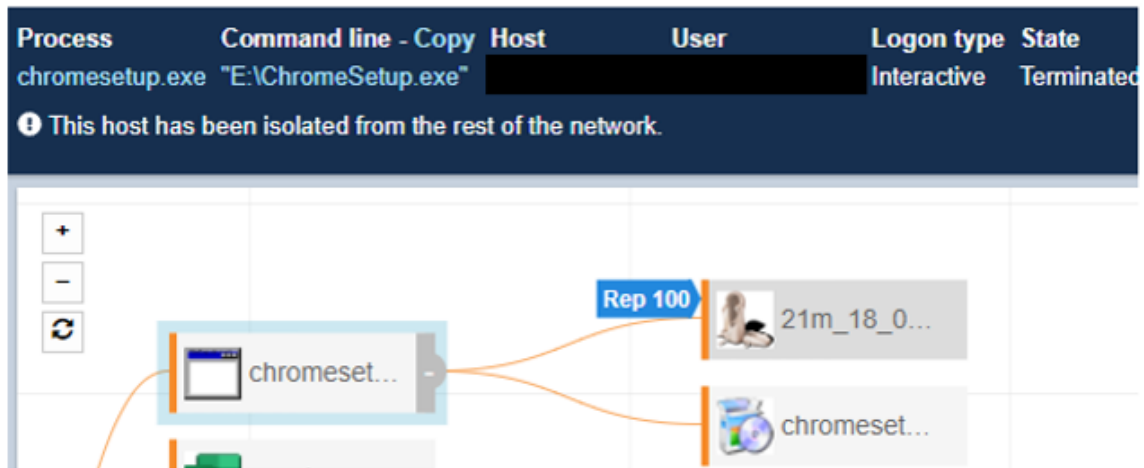 Process Command line - Copy Host User Logon type State
chromesetup.exe "E:\ChromeSetup.exe" Interactive Terminated
This host has been isolated from the rest of the network.
+
−
Rep 100
21m_18_0...
chromeset... -
chromeset...